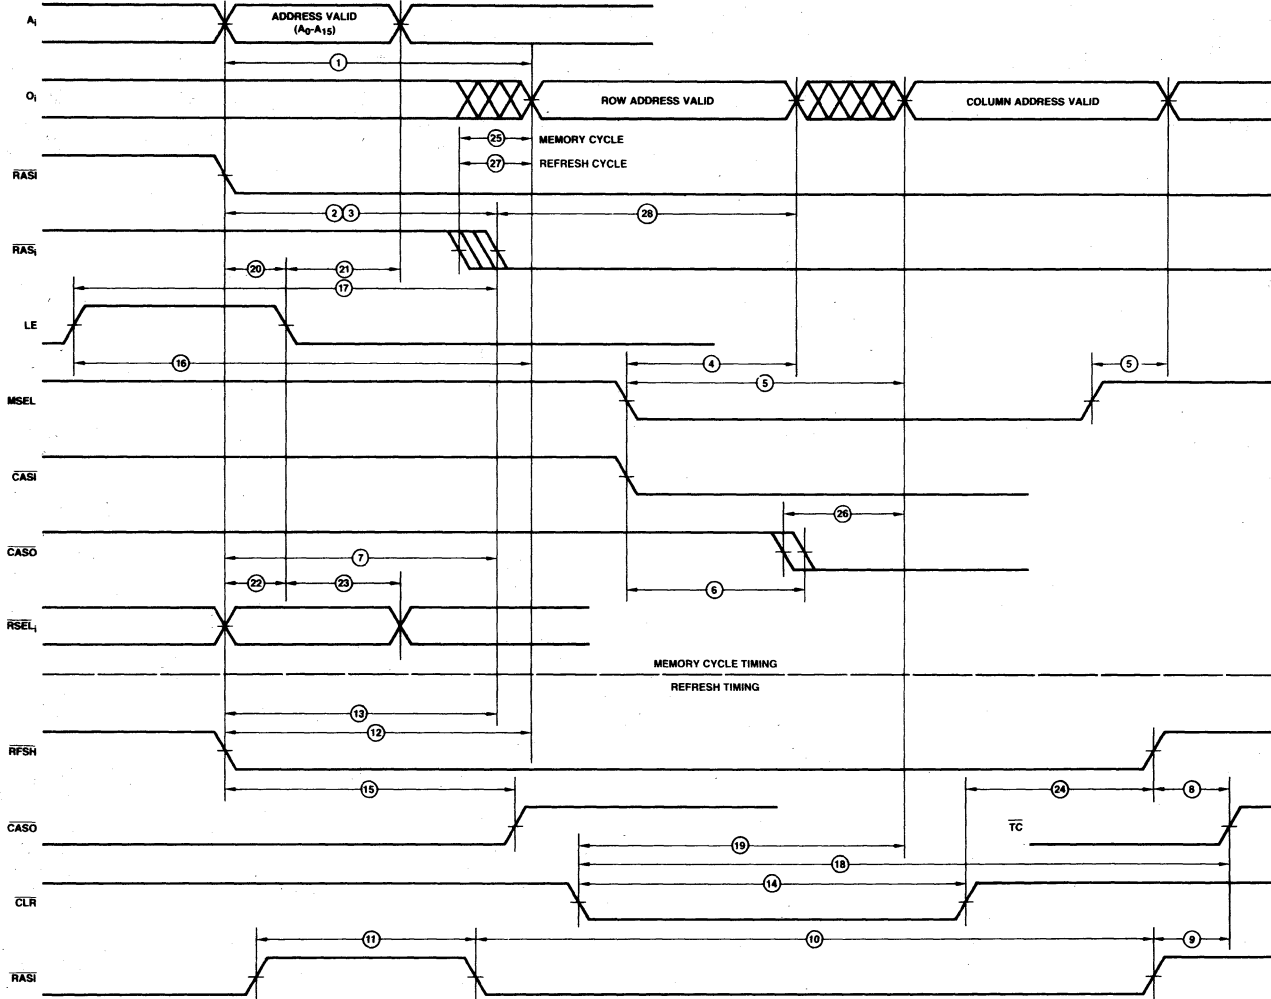 Ai
ADDRESS VALID
(A0-A15)
1
Oi
ROW ADDRESS VALID
COLUMN ADDRESS VALID
25 MEMORY CYCLE
27 REFRESH CYCLE
RASI
2 3
28
RASi
20
21
17
LE
16
4
5
5
MSEL
CASI
26
CASO
7
22
23
6
RSELi
MEMORY CYCLE TIMING
REFRESH TIMING
13
12
RFSH
15
24
8
CASO
TC
19
18
14
CLR
11
10
9
RASI